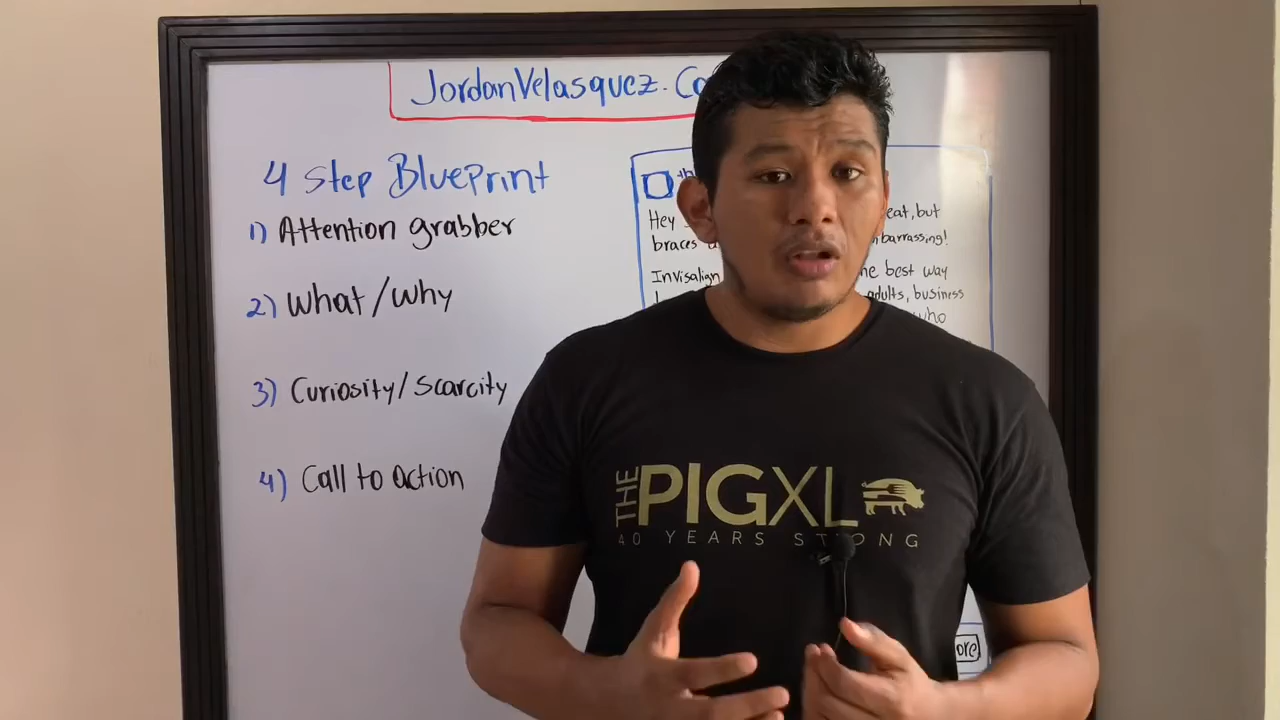 JordanVelasquez.Co
4 Step Blueprint
1) Attention grabber
2) What/Why
3) Curiosity/Scarcity
4) Call to action
Hey
eat, but
braces
barrassing!
Invisalign
he best way
adults, business
who
ore
THE PIGXL
40 YEARS STRONG